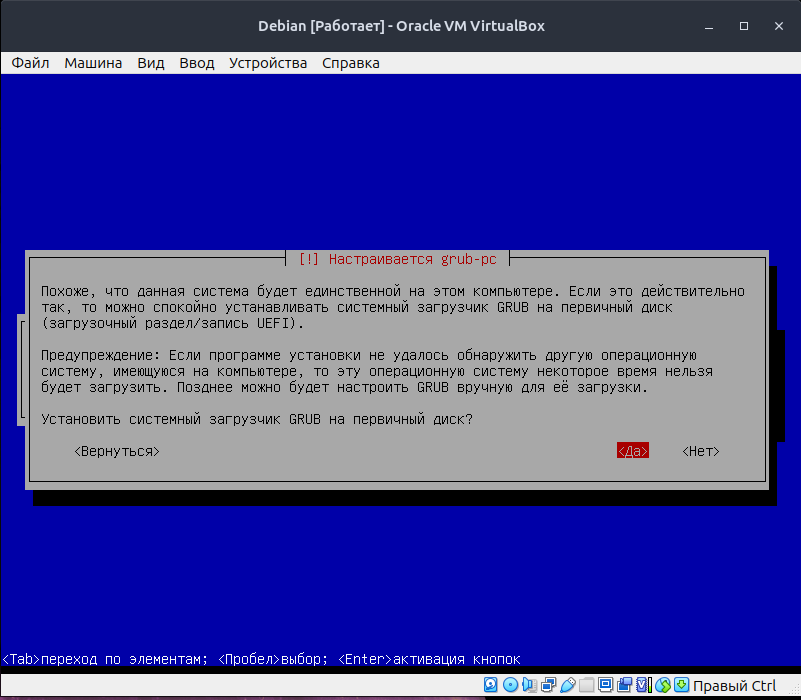 Debian [Работает] - Oracle VM VirtualBox
Файл Машина Вид Ввод Устройства Справка
[!] Настраивается grub-pc
Похоже, что данная система будет единственной на этом компьютере. Если это действительно
так, то можно спокойно устанавливать системный загрузчик GRUB на первичный диск
(загрузочный раздел/запись UEFI).
Предупреждение: Если программе установки не удалось обнаружить другую операционную
систему, имеющуюся на компьютере, то эту операционную систему некоторое время нельзя
будет загрузить. Позднее можно будет настроить GRUB вручную для её загрузки.
Установить системный загрузчик GRUB на первичный диск?
<Вернуться> <Да> <Нет>
<Tab>переход по элементам; <Пробел>выбор; <Enter>активация кнопок
Правый Ctrl